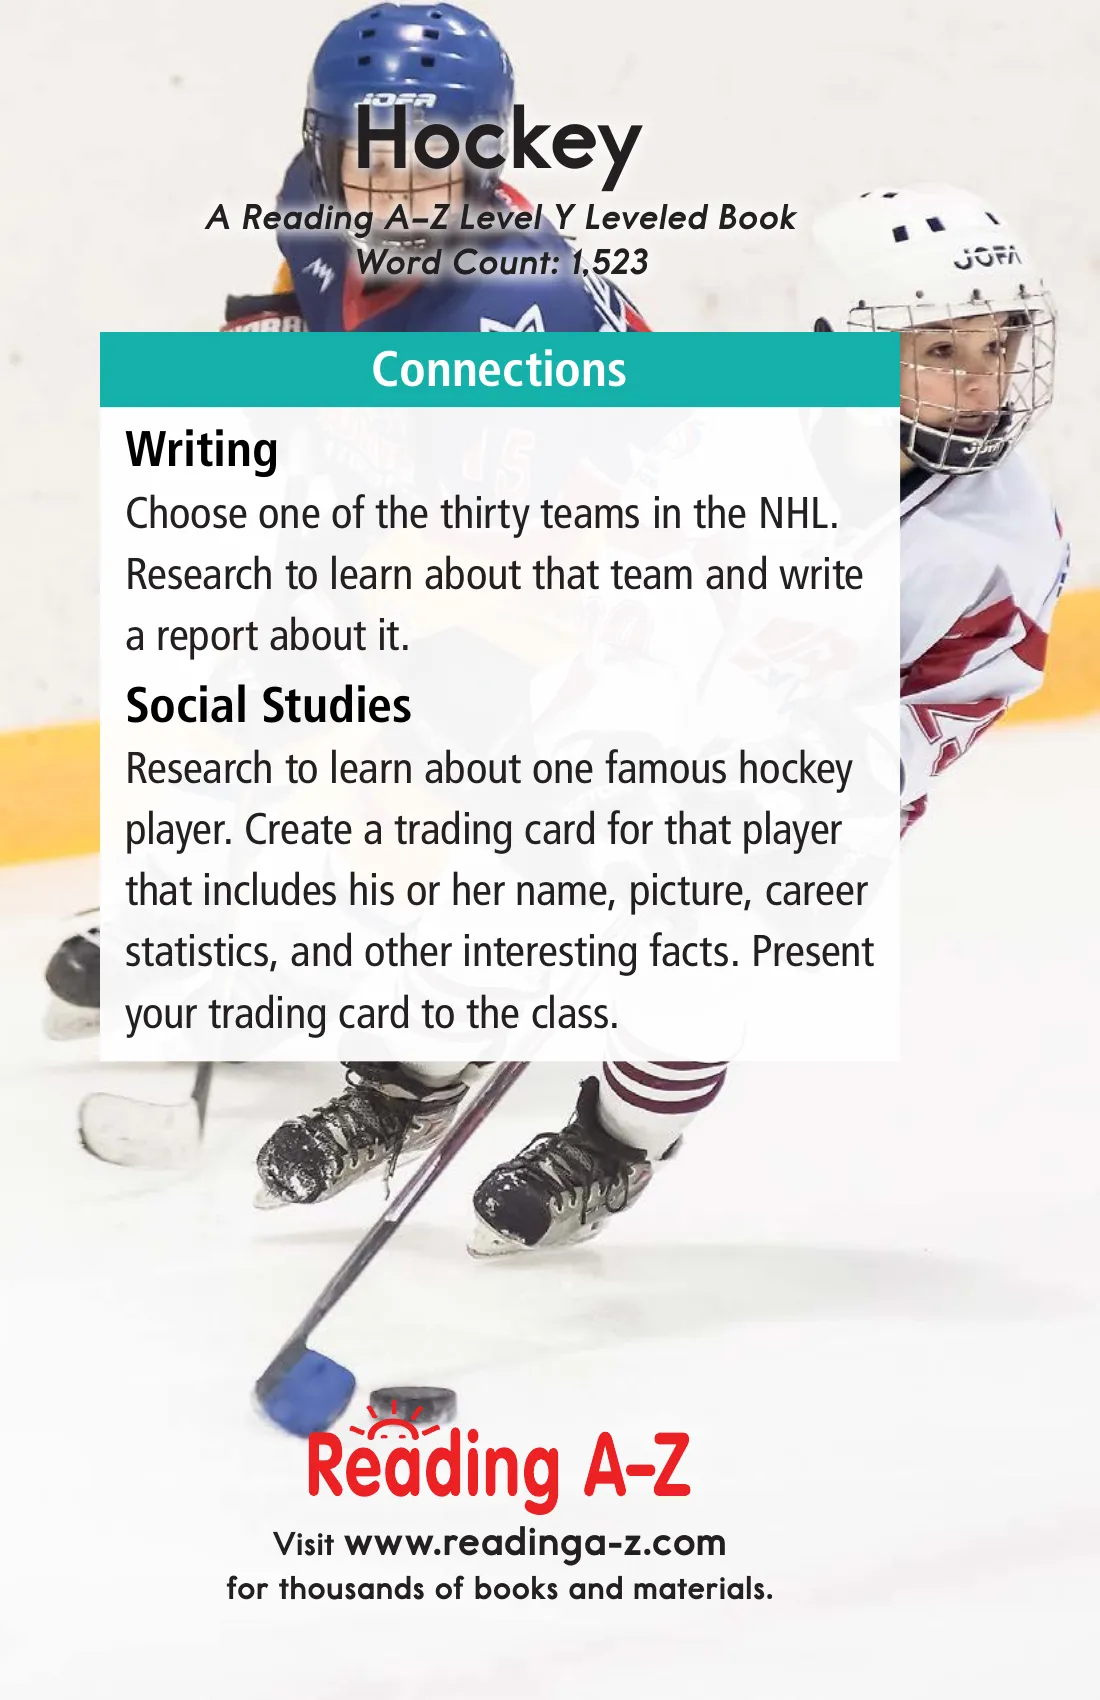 JOFA
Hockey
A Reading A–Z Level Y Leveled Book
Word Count: 1,523
JOFA
Connections
JOFA
Writing
Choose one of the thirty teams in the NHL.
Research to learn about that team and write
a report about it.
Social Studies
Research to learn about one famous hockey
player. Create a trading card for that player
that includes his or her name, picture, career
statistics, and other interesting facts. Present
your trading card to the class.
Reading A–Z
Visit www.readinga-z.com
for thousands of books and materials.